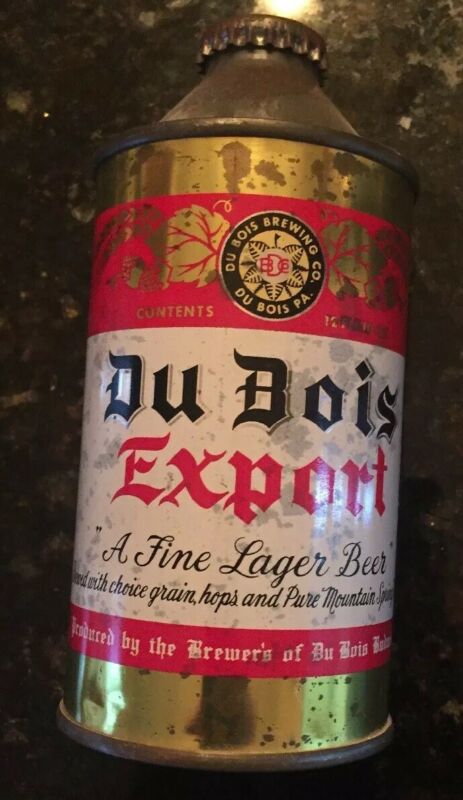 DU BOIS BREWING CO.
DBC
DU BOIS PA.
CONTENTS
Du Bois
Export
"A Fine Lager Beer"
with choice grain, hops and Pure Mountain
Produced by the Brewer's of Du Bois